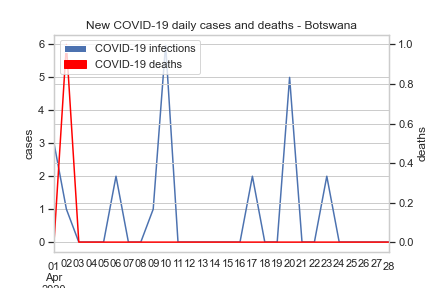 New COVID-19 daily cases and deaths - Botswana
COVID-19 infections
COVID-19 deaths
cases
6
5
4
3
2
1
0
deaths
1.0
0.8
0.6
0.4
0.2
0.0
01 02 03 04 05 06 07 08 09 10 11 12 13 14 15 16 17 18 19 20 21 22 23 24 25 26 27 28
Apr
2020